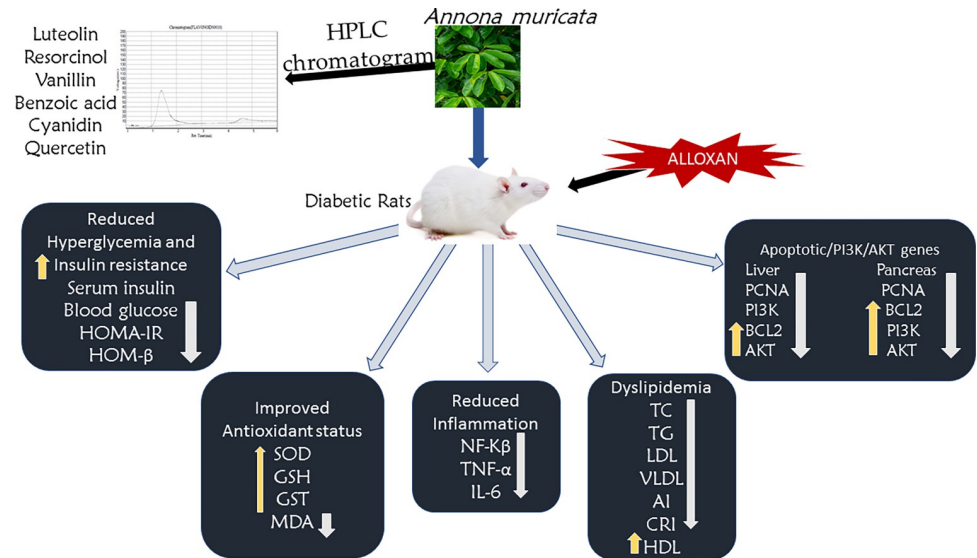 Annona muricata
HPLC
chromatogram
Luteolin
Resorcinol
Vanillin
Benzoic acid
Cyanidin
Quercetin
ALLOXAN
Diabetic Rats
Reduced
Hyperglycemia and
Insulin resistance
Serum insulin
Blood glucose
HOMA-IR
HOM-β
Improved
Antioxidant status
SOD
GSH
GST
MDA
Reduced
Inflammation
NF-Kβ
TNF-α
IL-6
Dyslipidemia
TC
TG
LDL
VLDL
AI
CRI
HDL
Apoptotic/PI3K/AKT genes
Liver
PCNA
PI3K
BCL2
AKT
Pancreas
PCNA
BCL2
PI3K
AKT